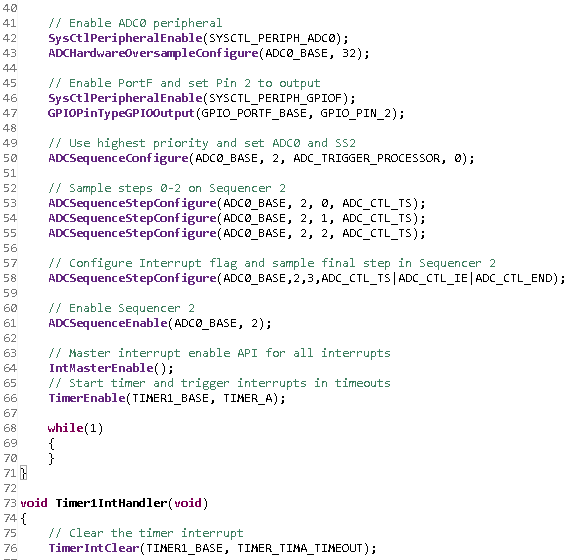 40
41 // Enable ADC0 peripheral
42 SysCtlPeripheralEnable(SYSCTL_PERIPH_ADC0);
43 ADCHardwareOversampleConfigure(ADC0_BASE, 32);
44
45 // Enable PortF and set Pin 2 to output
46 SysCtlPeripheralEnable(SYSCTL_PERIPH_GPIOF);
47 GPIOPinTypeGPIOOutput(GPIO_PORTF_BASE, GPIO_PIN_2);
48
49 // Use highest priority and set ADC0 and SS2
50 ADCSequenceConfigure(ADC0_BASE, 2, ADC_TRIGGER_PROCESSOR, 0);
51
52 // Sample steps 0-2 on Sequencer 2
53 ADCSequenceStepConfigure(ADC0_BASE, 2, 0, ADC_CTL_TS);
54 ADCSequenceStepConfigure(ADC0_BASE, 2, 1, ADC_CTL_TS);
55 ADCSequenceStepConfigure(ADC0_BASE, 2, 2, ADC_CTL_TS);
56
57 // Configure Interrupt flag and sample final step in Sequencer 2
58 ADCSequenceStepConfigure(ADC0_BASE,2,3,ADC_CTL_TS|ADC_CTL_IE|ADC_CTL_END);
59
60 // Enable Sequencer 2
61 ADCSequenceEnable(ADC0_BASE, 2);
62
63 // Master interrupt enable API for all interrupts
64 IntMasterEnable();
65 // Start timer and trigger interrupts in timeouts
66 TimerEnable(TIMER1_BASE, TIMER_A);
67
68 while(1)
69 {
70 }
71 }
72
73 void Timer1IntHandler(void)
74 {
75 // Clear the timer interrupt
76 TimerIntClear(TIMER1_BASE, TIMER_TIMA_TIMEOUT);